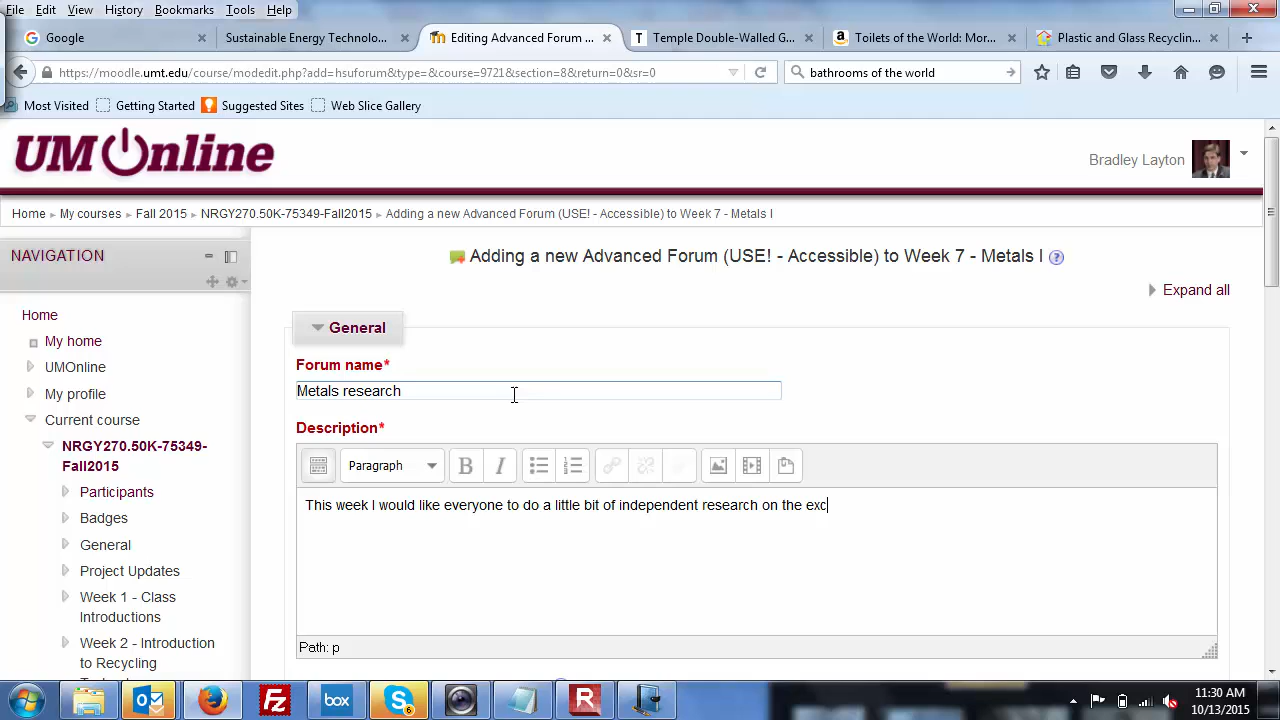 File Edit View History Bookmarks Tools Help
Google
Sustainable Energy Technolo...
Editing Advanced Forum ...
Temple Double-Walled G...
Toilets of the World: Mor...
Plastic and Glass Recyclin...
https://moodle.umt.edu/course/modedit.php?add=hsuforum&type=&course=9721&section=8&return=0&sr=0
bathrooms of the world
Most Visited Getting Started Suggested Sites Web Slice Gallery
UMOnline
Bradley Layton
Home My courses Fall 2015 NRGY270.50K-75349-Fall2015 Adding a new Advanced Forum (USE! - Accessible) to Week 7 - Metals I
NAVIGATION
Home
My home
UMOnline
My profile
Current course
NRGY270.50K-75349-
Fall2015
Participants
Badges
General
Project Updates
Week 1 - Class
Introductions
Week 2 - Introduction
to Recycling
Adding a new Advanced Forum (USE! - Accessible) to Week 7 - Metals I
Expand all
General
Forum name*
Metals research
Description*
Paragraph B I
This week I would like everyone to do a little bit of independent research on the exc
Path: p
box
11:30 AM
10/13/2015